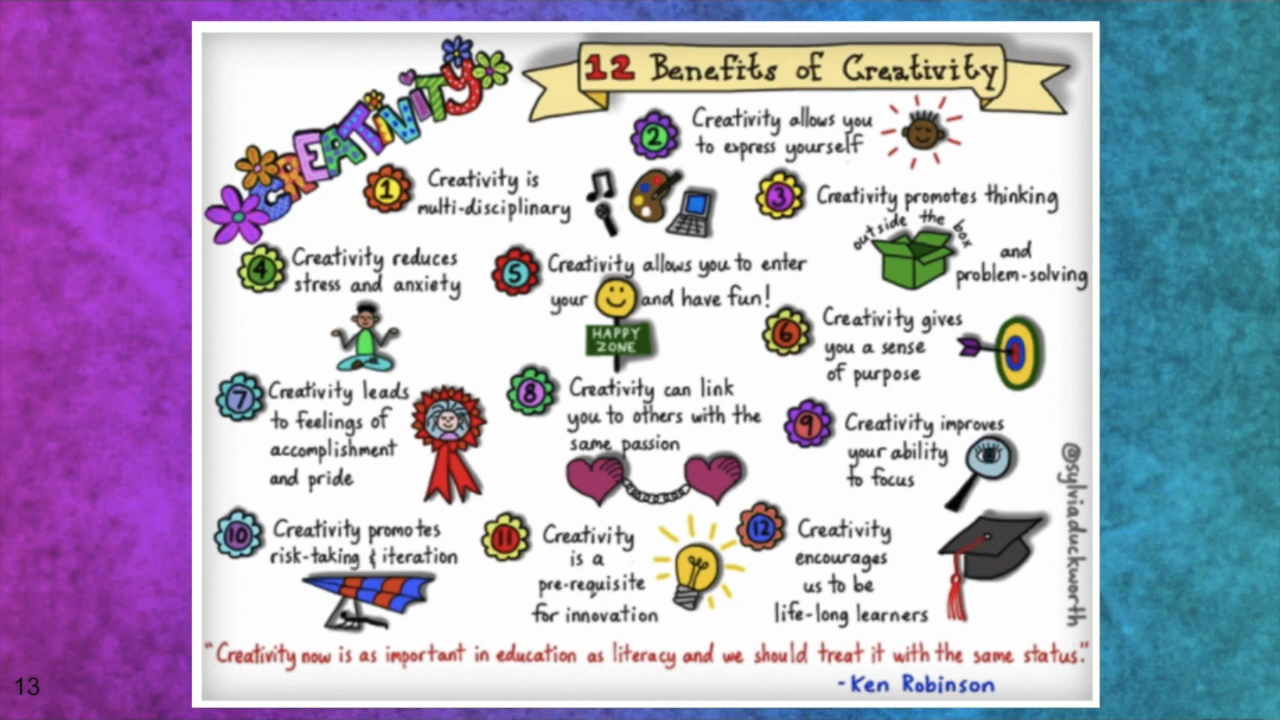 CREATIVITY
12 Benefits of Creativity
1
Creativity is
multi-disciplinary
2
Creativity allows you
to express yourself
3
Creativity promotes thinking
outside the box
and
problem-solving
4
Creativity reduces
stress and anxiety
5
Creativity allows you to enter
your and have fun!
HAPPY
ZONE
6
Creativity gives
you a sense
of purpose
7
Creativity leads
to feelings of
accomplishment
and pride
8
Creativity can link
you to others with the
same passion
9
Creativity improves
your ability
to focus
10
Creativity promotes
risk-taking & iteration
11
Creativity
is a
pre-requisite
for innovation
12
Creativity
encourages
us to be
life-long learners
@sylviaduckworth
"Creativity now is as important in education as literacy and we should treat it with the same status."
-Ken Robinson
13